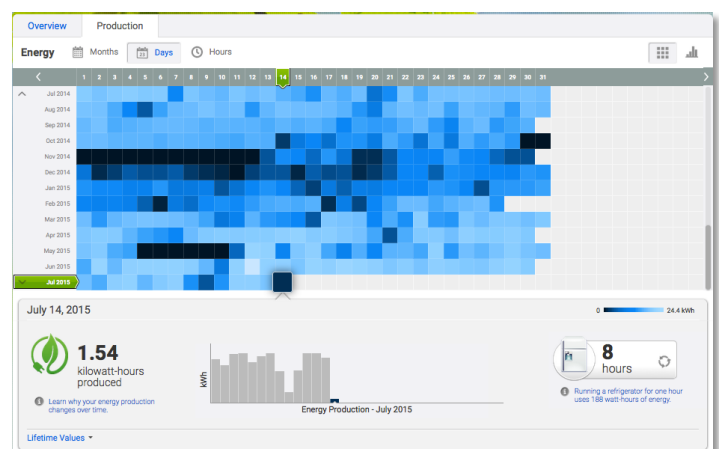 Overview Production
Energy Months Days Hours
1 2 3 4 5 6 7 8 9 10 11 12 13 14 15 16 17 18 19 20 21 22 23 24 25 26 27 28 29 30 31
Jul 2014
Aug 2014
Sep 2014
Oct 2014
Nov 2014
Dec 2014
Jan 2015
Feb 2015
Mar 2015
Apr 2015
May 2015
Jun 2015
Jul 2015
July 14, 2015
0 24.4 kWh
1.54
kilowatt-hours
produced
Learn why your energy production
changes over time.
kWh
Energy Production - July 2015
8
hours
Running a refrigerator for one hour
uses 188 watt-hours of energy.
Lifetime Values